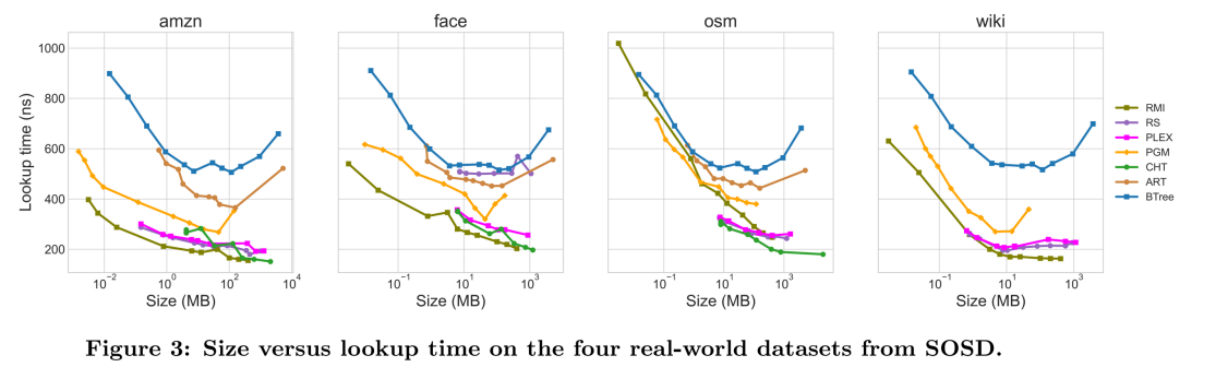 amzn
face
osm
wiki
Lookup time (ns)
1000
800
600
400
200
10⁻² 10⁰ 10² 10⁴
10⁻¹ 10¹ 10³
10⁻¹ 10¹ 10³
10⁻¹ 10¹ 10³
Size (MB)
Size (MB)
Size (MB)
Size (MB)
RMI
RS
PLEX
PGM
CHT
ART
BTree
Figure 3: Size versus lookup time on the four real-world datasets from SOSD.